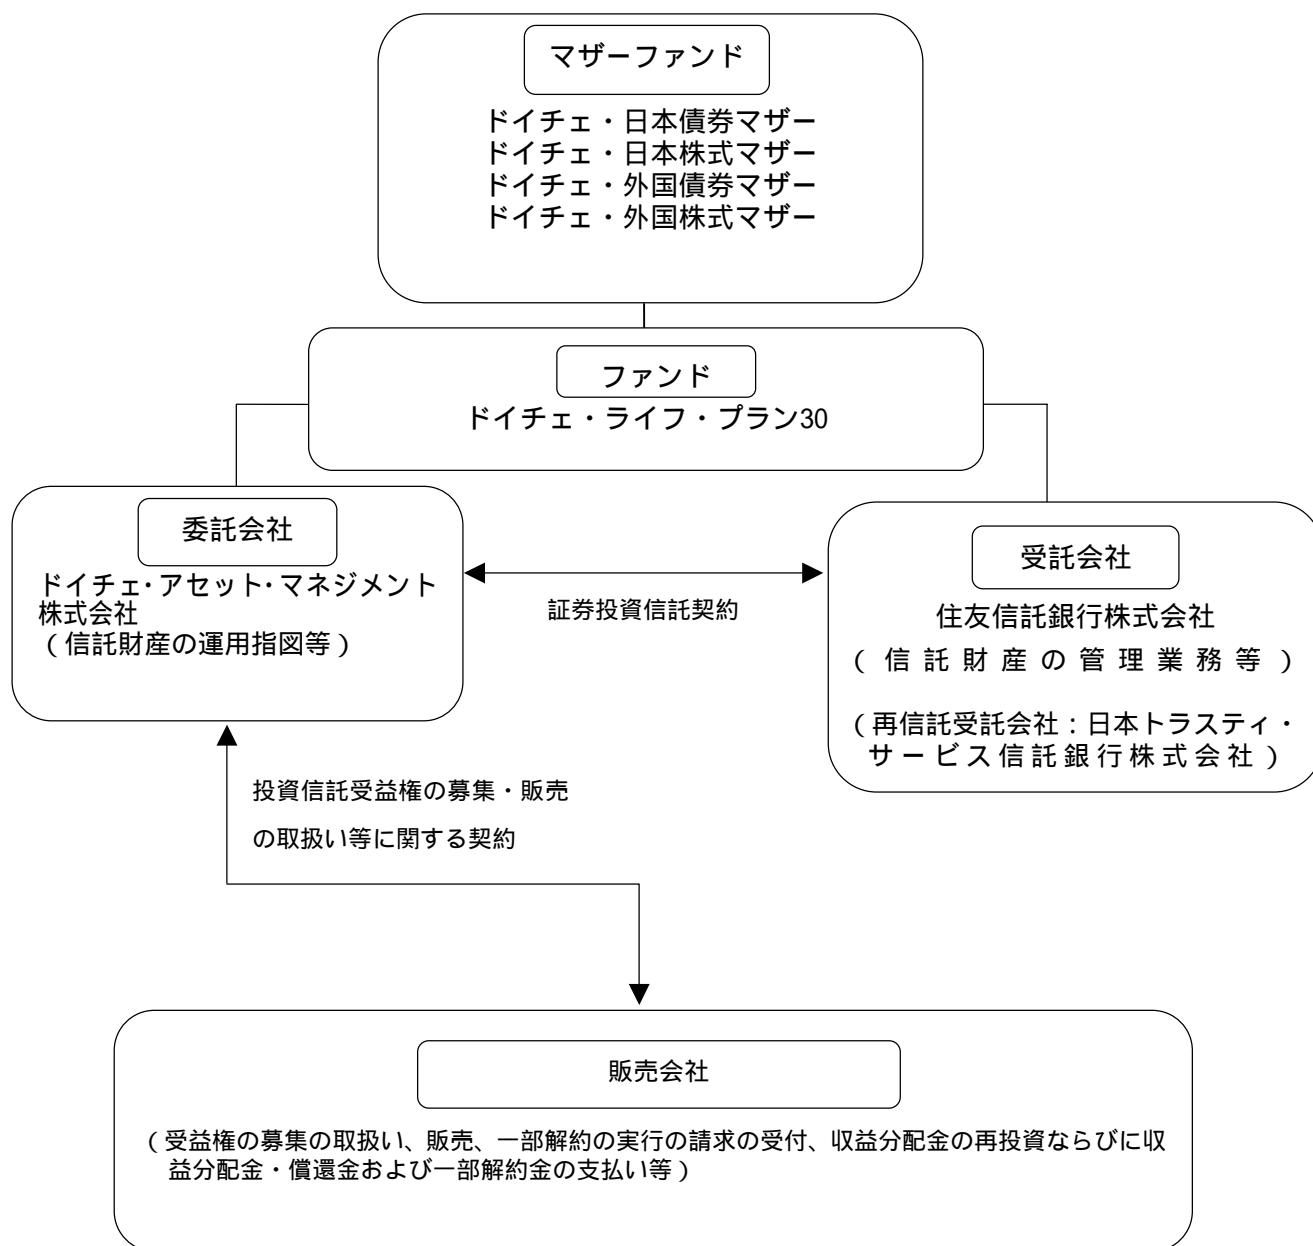 マザーファンド
ドイチェ・日本債券マザー
ドイチェ・日本株式マザー
ドイチェ・外国債券マザー
ドイチェ・外国株式マザー
ファンド
ドイチェ・ライフ・プラン30
委託会社
ドイチェ・アセット・マネジメント
株式会社
（信託財産の運用指図等）
証券投資信託契約
受託会社
住友信託銀行株式会社
（信託財産の管理業務等）
（再信託受託会社：日本トラスティ・
サービス信託銀行株式会社）
投資信託受益権の募集・販売
の取扱い等に関する契約
販売会社
（受益権の募集の取扱い、販売、一部解約の実行の請求の受付、収益分配金の再投資ならびに収
益分配金・償還金および一部解約金の支払い等）